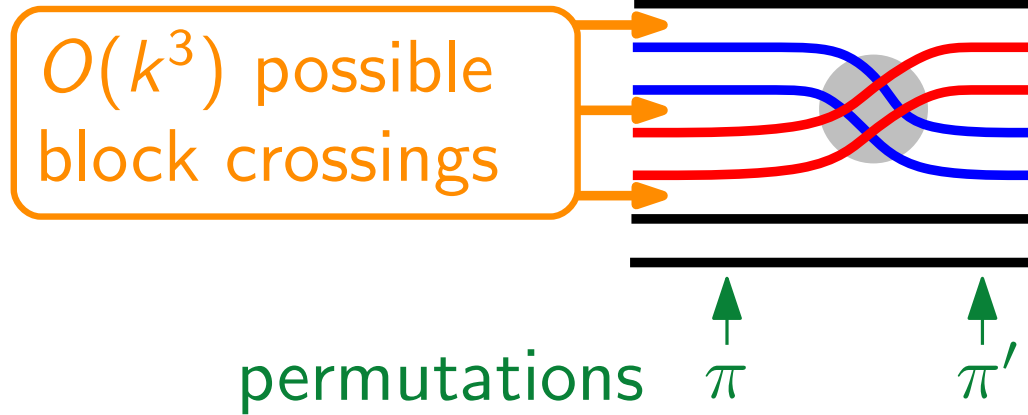 O(k³) possible
block crossings
permutations π π′